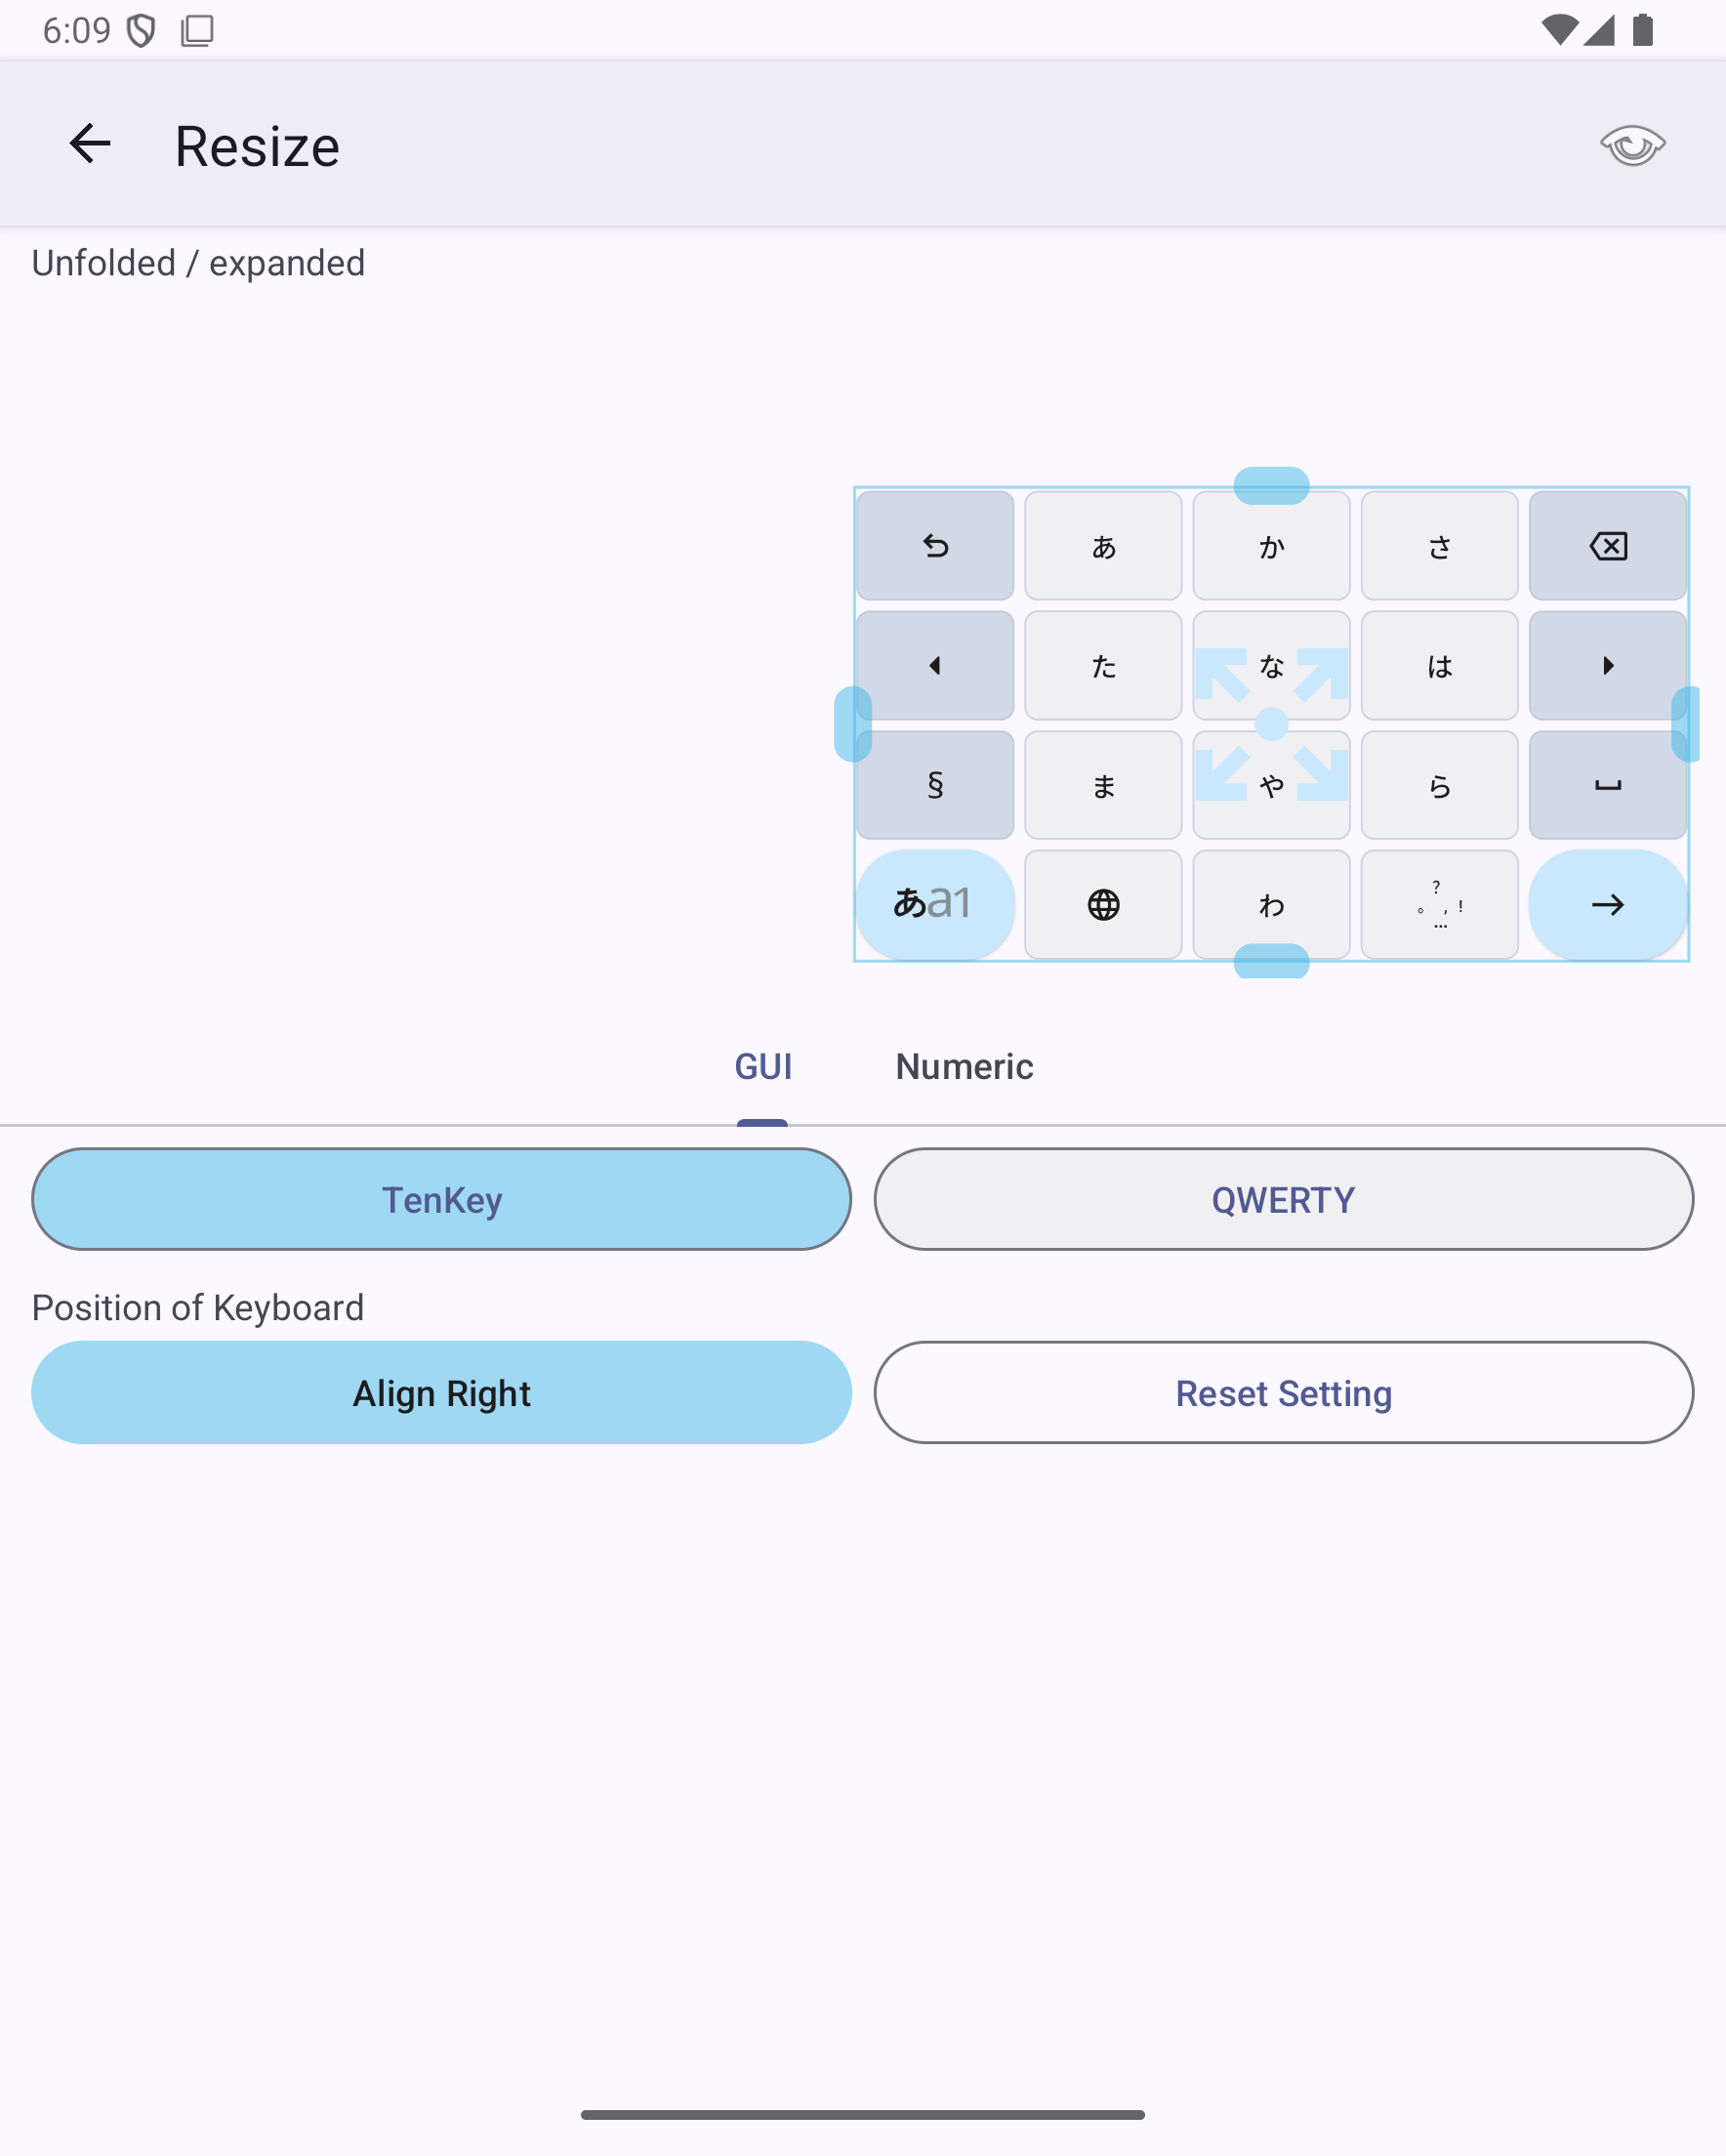 6:09
Resize
Unfolded / expanded
あ か さ
た な は
§ ま や ら
あa1 わ 。?,!…
GUI Numeric
TenKey QWERTY
Position of Keyboard
Align Right Reset Setting